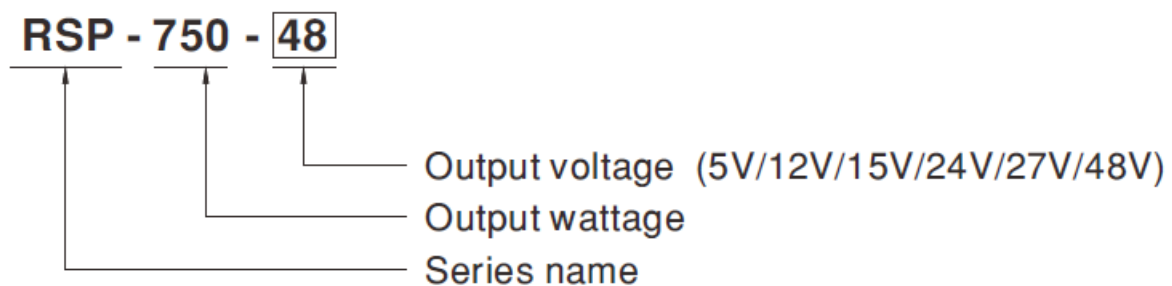 RSP - 750 - 48
Output voltage (5V/12V/15V/24V/27V/48V)
Output wattage
Series name